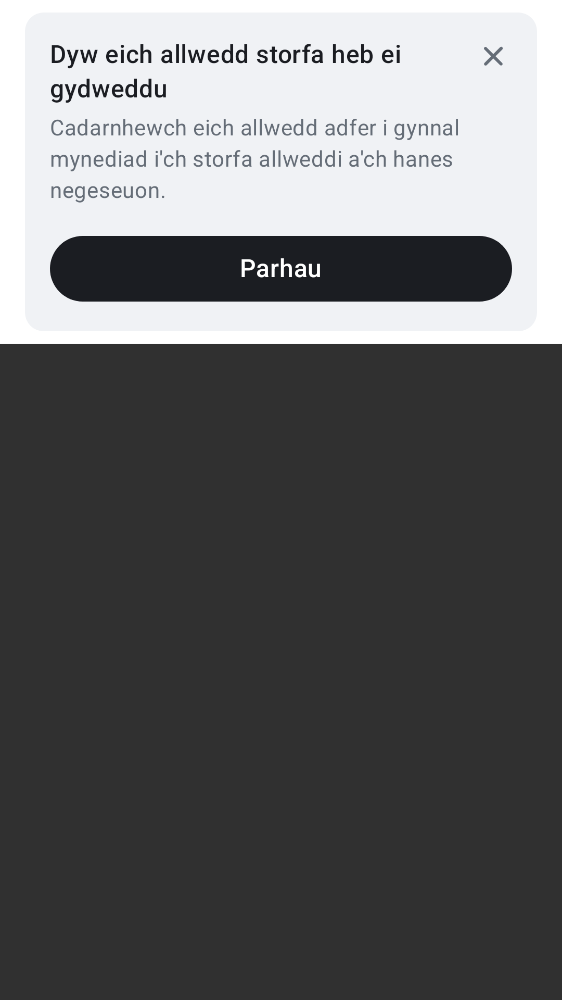 Dyw eich allwedd storfa heb ei
gydweddu
Cadarnhewch eich allwedd adfer i gynnal
mynediad i'ch storfa allweddi a'ch hanes
negeseuon.
Parhau